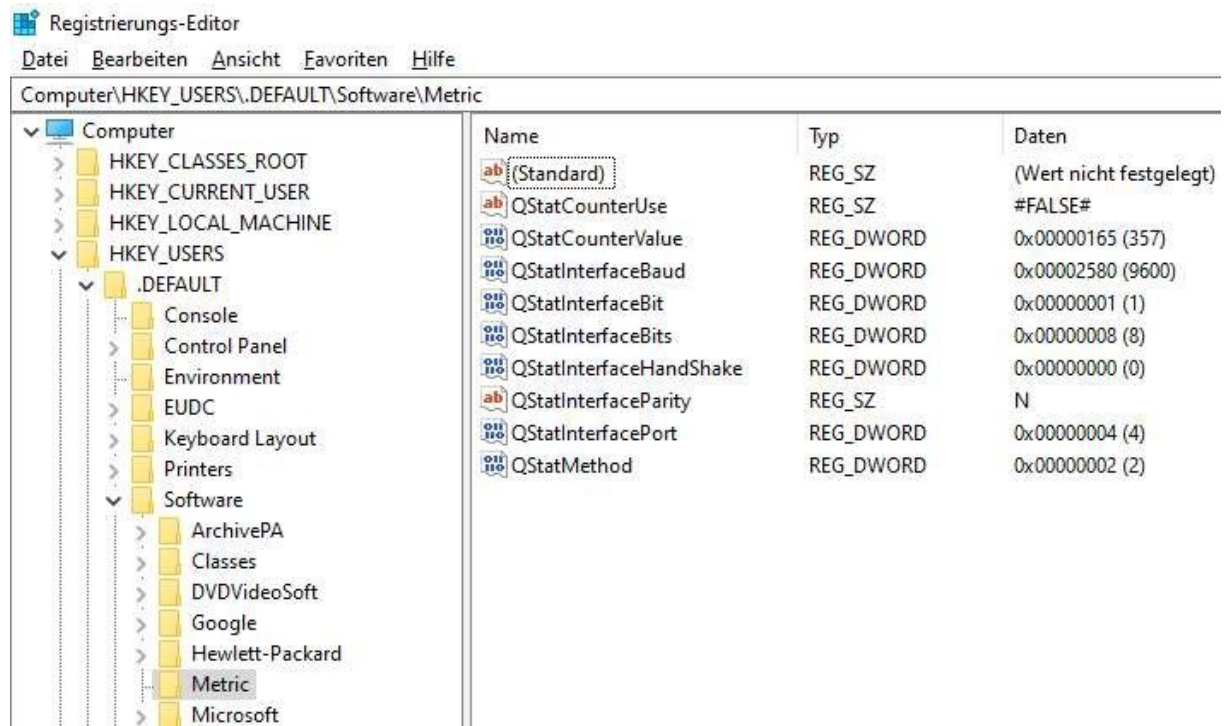 Registrierungs-Editor
Datei Bearbeiten Ansicht Favoriten Hilfe
Computer\HKEY_USERS\.DEFAULT\Software\Metric
Computer
HKEY_CLASSES_ROOT
HKEY_CURRENT_USER
HKEY_LOCAL_MACHINE
HKEY_USERS
.DEFAULT
Console
Control Panel
Environment
EUDC
Keyboard Layout
Printers
Software
ArchivePA
Classes
DVDVideoSoft
Google
Hewlett-Packard
Metric
Microsoft
Name Typ Daten
(Standard) REG_SZ (Wert nicht festgelegt)
QStatCounterUse REG_SZ #FALSE#
QStatCounterValue REG_DWORD 0x00000165 (357)
QStatInterfaceBaud REG_DWORD 0x00002580 (9600)
QStatInterfaceBit REG_DWORD 0x00000001 (1)
QStatInterfaceBits REG_DWORD 0x00000008 (8)
QStatInterfaceHandShake REG_DWORD 0x00000000 (0)
QStatInterfaceParity REG_SZ N
QStatInterfacePort REG_DWORD 0x00000004 (4)
QStatMethod REG_DWORD 0x00000002 (2)